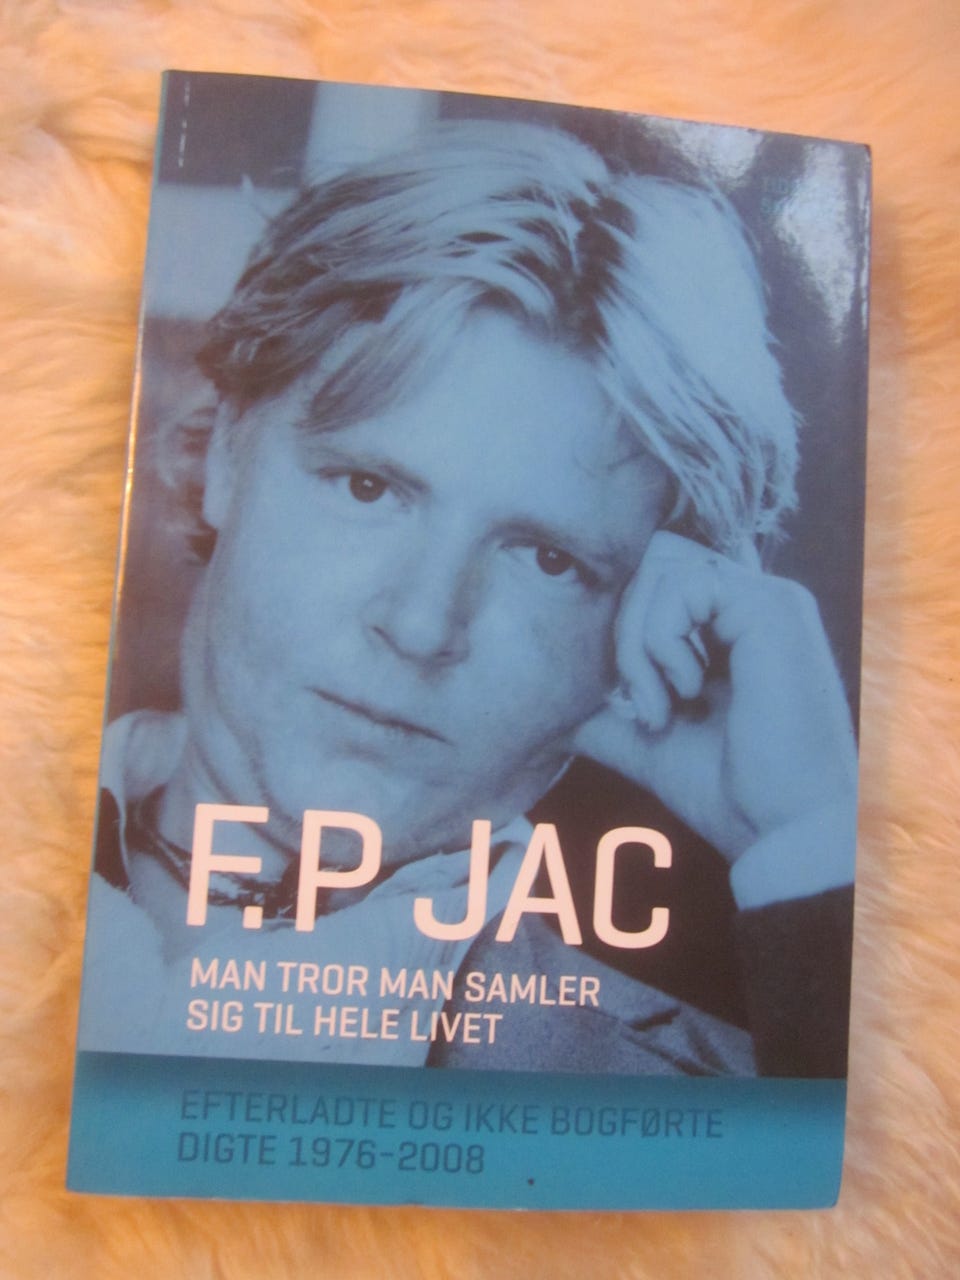 F.P JAC
MAN TROR MAN SAMLER
SIG TIL HELE LIVET
EFTERLADTE OG IKKE BOGFØRTE
DIGTE 1976-2008